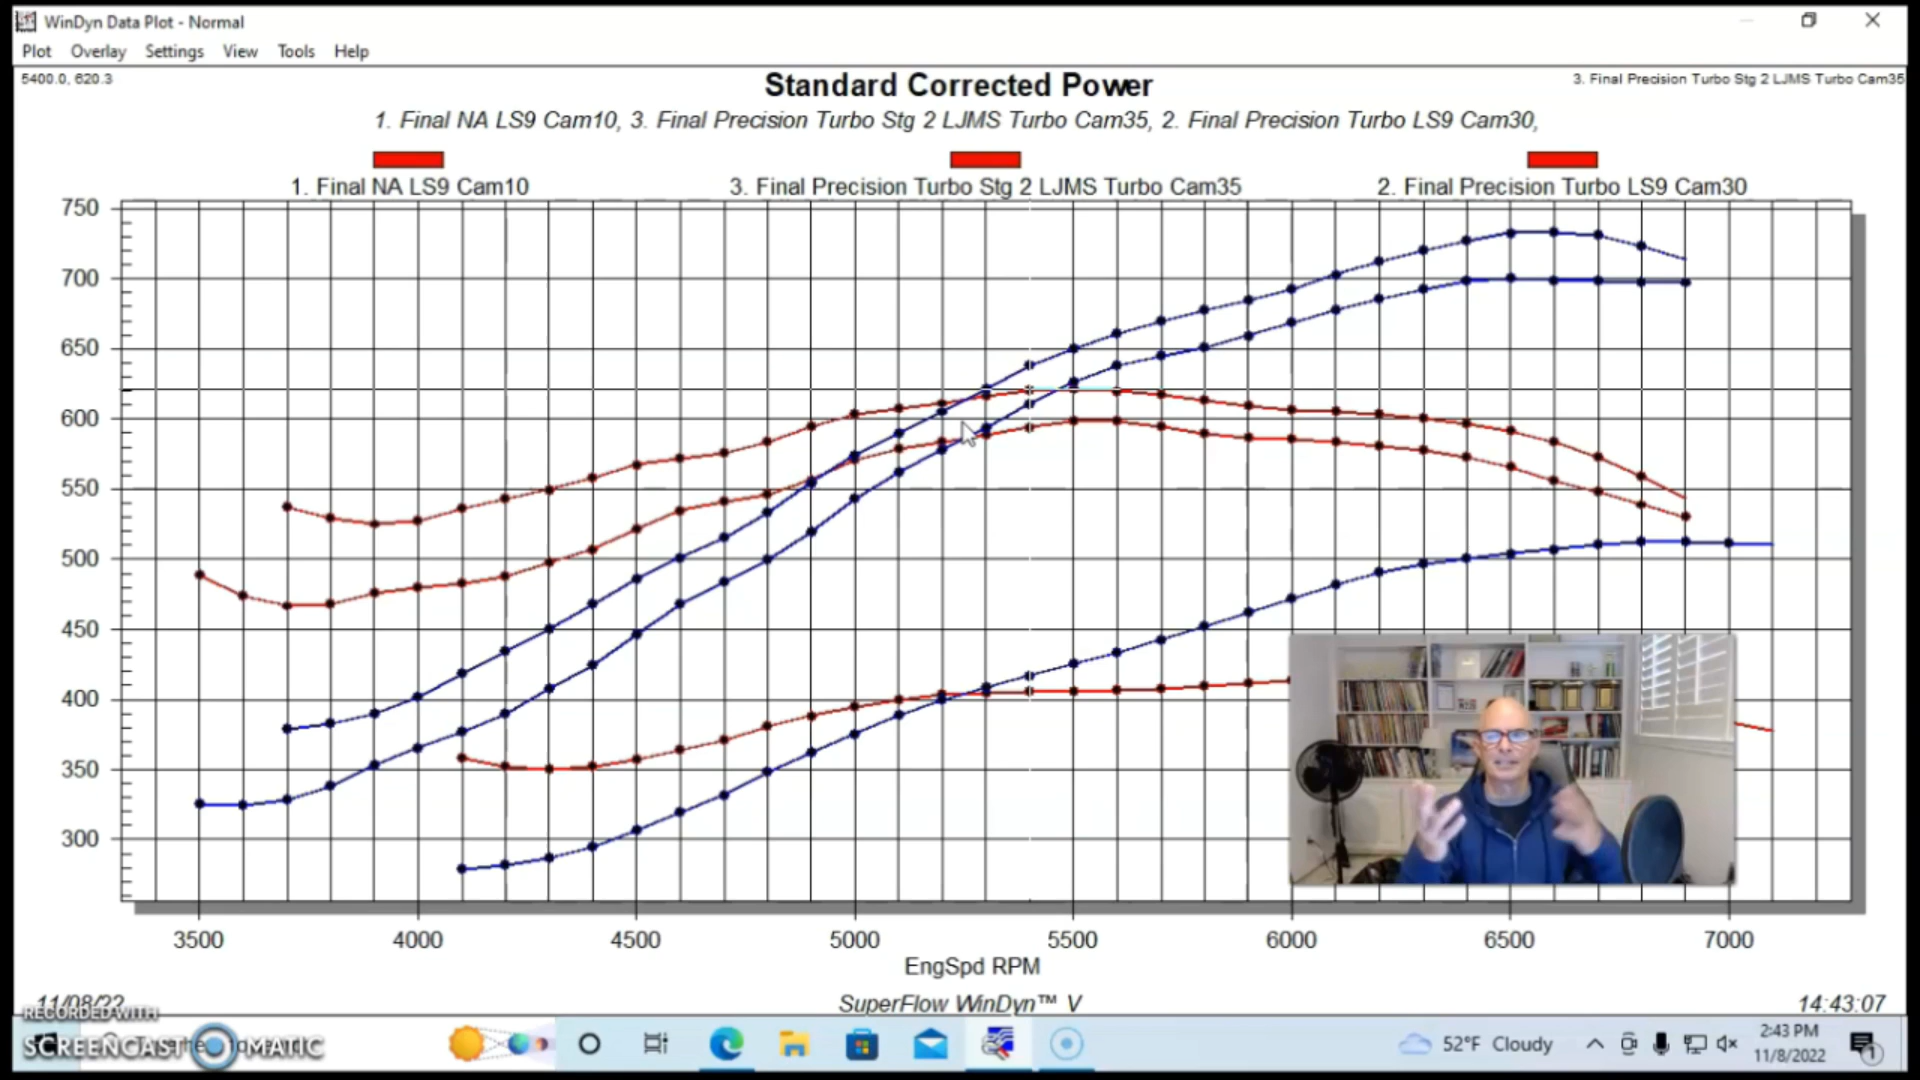 WinDyn Data Plot - Normal
Plot Overlay Settings View Tools Help
5400.0, 620.3
Standard Corrected Power
3. Final Precision Turbo Stg 2 LJMS Turbo Cam35
1. Final NA LS9 Cam10, 3. Final Precision Turbo Stg 2 LJMS Turbo Cam35, 2. Final Precision Turbo LS9 Cam30,
1. Final NA LS9 Cam10 3. Final Precision Turbo Stg 2 LJMS Turbo Cam35 2. Final Precision Turbo LS9 Cam30
750
700
650
600
550
500
450
400
350
300
3500 4000 4500 5000 5500 6000 6500 7000
EngSpd RPM
11/08/22 SuperFlow WinDyn™ V 14:43:07
RECORDED WITH
SCREENCAST O MATIC
52°F Cloudy
2:43 PM
11/8/2022
1